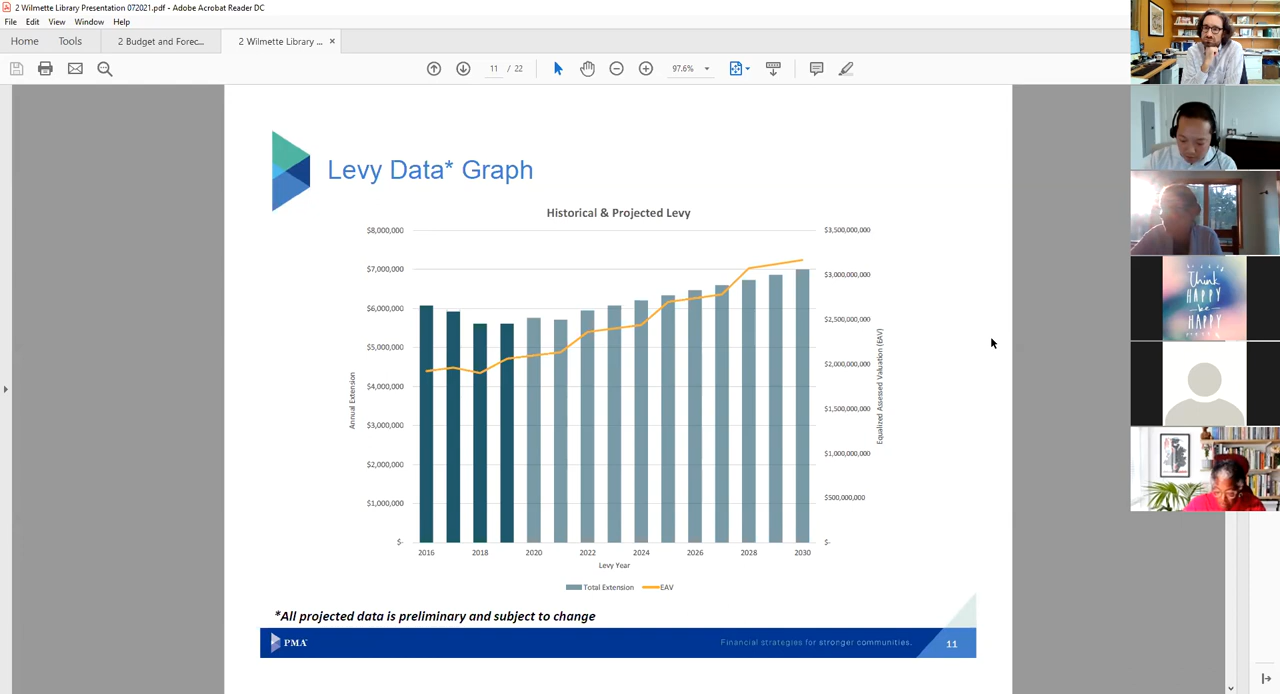 2 Wilmette Library Presentation 072021.pdf - Adobe Acrobat Reader DC
File Edit View Window Help
Home Tools 2 Budget and Forec... 2 Wilmette Library ... ×
11 / 22 97.6%
Levy Data* Graph
Historical & Projected Levy
$8,000,000
$7,000,000
$6,000,000
$5,000,000
$4,000,000
$3,000,000
$2,000,000
$1,000,000
$-
Annual Extension
$3,500,000,000
$3,000,000,000
$2,500,000,000
$2,000,000,000
$1,500,000,000
$1,000,000,000
$500,000,000
$-
Equalized Assessed Valuation (EAV)
2016 2018 2020 2022 2024 2026 2028 2030
Levy Year
Total Extension EAV
*All projected data is preliminary and subject to change
PMA
Financial strategies for stronger communities.
11
Think
HAPPY
be
HAPPY